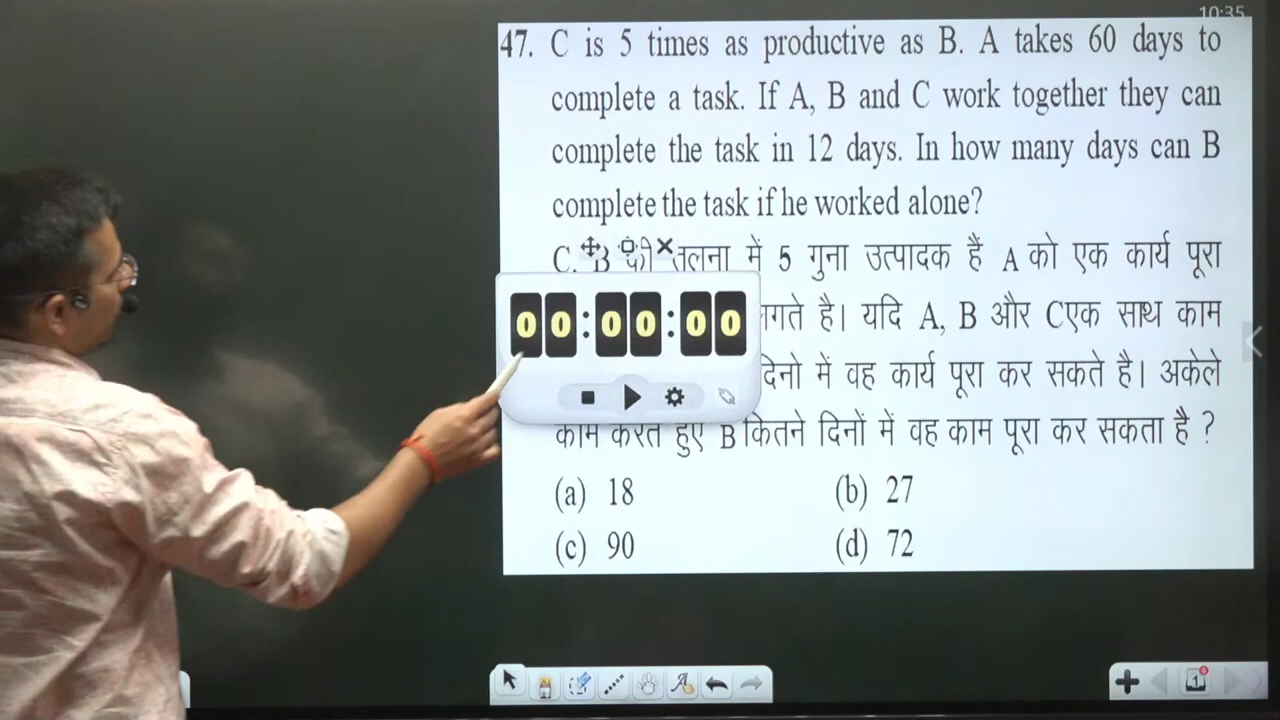 10:35
47. C is 5 times as productive as B. A takes 60 days to
complete a task. If A, B and C work together they can
complete the task in 12 days. In how many days can B
complete the task if he worked alone?
C, B की तुलना में 5 गुना उत्पादक हैं A को एक कार्य पूरा
लगते है। यदि A, B और Cएक साथ काम
दिनो में वह कार्य पूरा कर सकते है। अकेले
00:00:00
काम करते हुए B कितने दिनों में वह काम पूरा कर सकता है ?
(a) 18 (b) 27
(c) 90 (d) 72
1